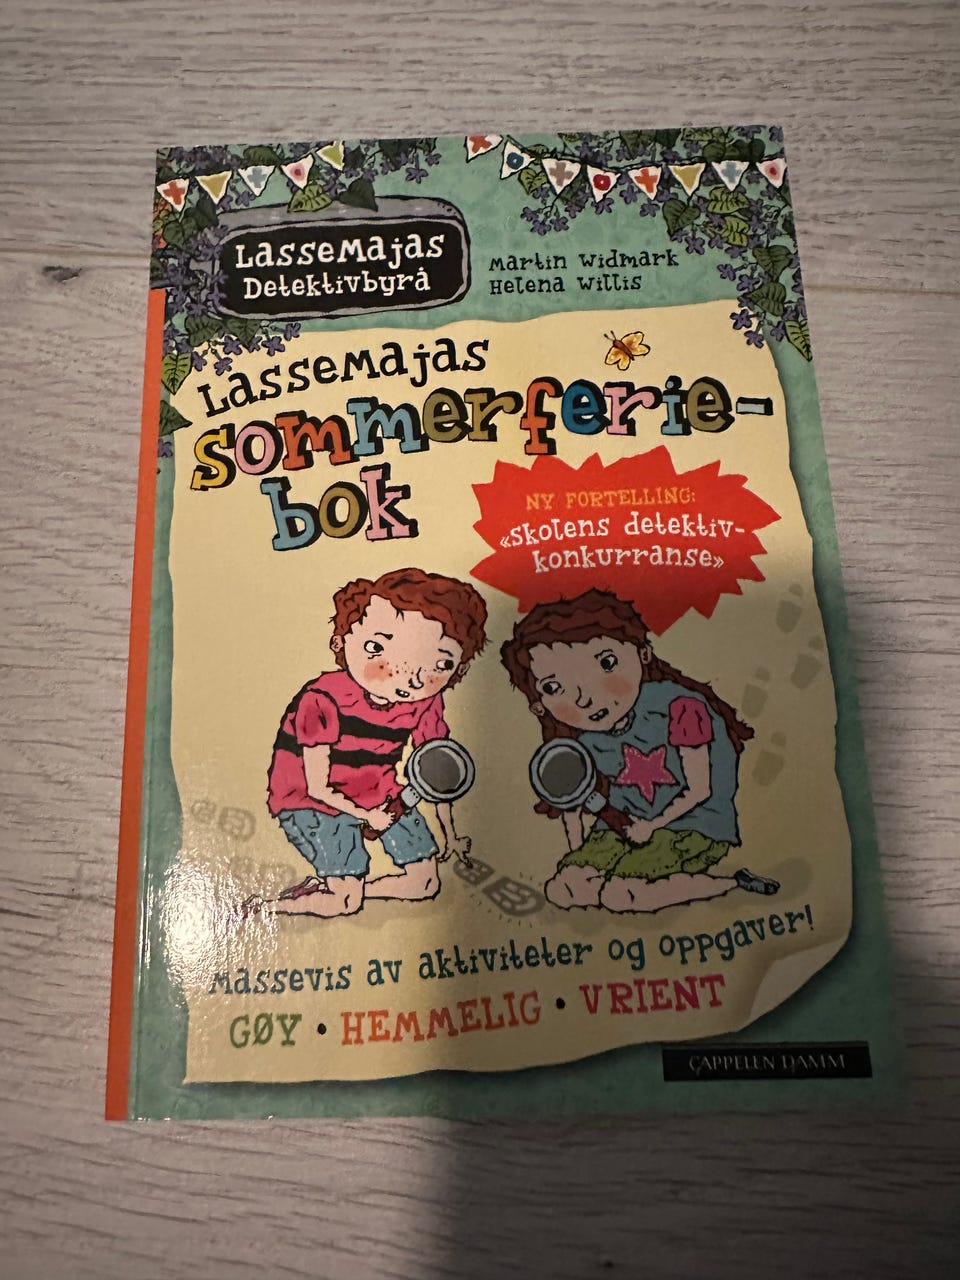 LASSEMAJAS
Detektivbyrå
Martin Widmark
Helena Willis
LASSEMAJAS
sommerferie-
bok
NY FORTELLING:
«Skolens detektiv-
konkurranse»
Massevis av aktiviteter og oppgaver!
GØY • HEMMELIG • VRIENT
CAPPELEN DAMM